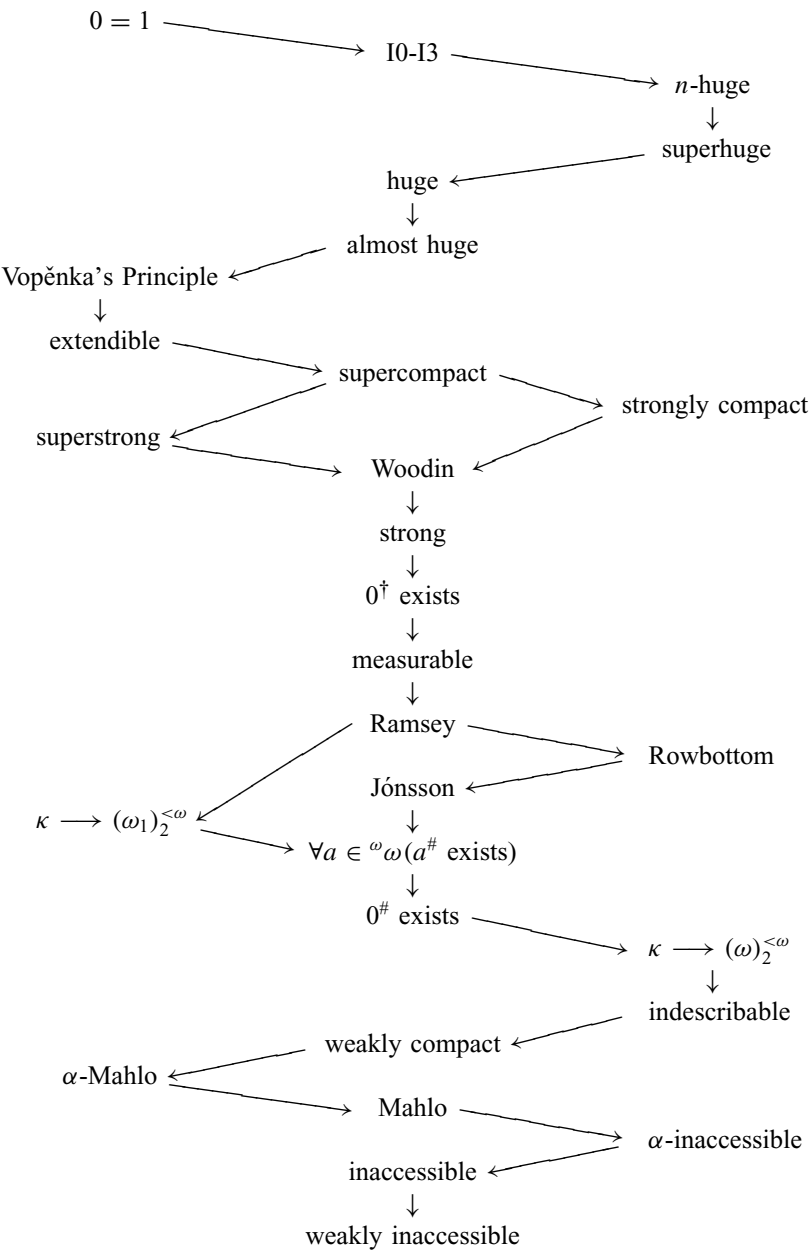 0 = 1
I0-I3
n-huge
superhuge
huge
almost huge
Vopěnka's Principle
extendible
supercompact
strongly compact
superstrong
Woodin
strong
0† exists
measurable
Ramsey
Rowbottom
Jónsson
κ ⟶ (ω₁)₂^{<ω}
∀a ∈ ^ωω(a^# exists)
0^# exists
κ ⟶ (ω)₂^{<ω}
indescribable
weakly compact
α-Mahlo
Mahlo
α-inaccessible
inaccessible
weakly inaccessible